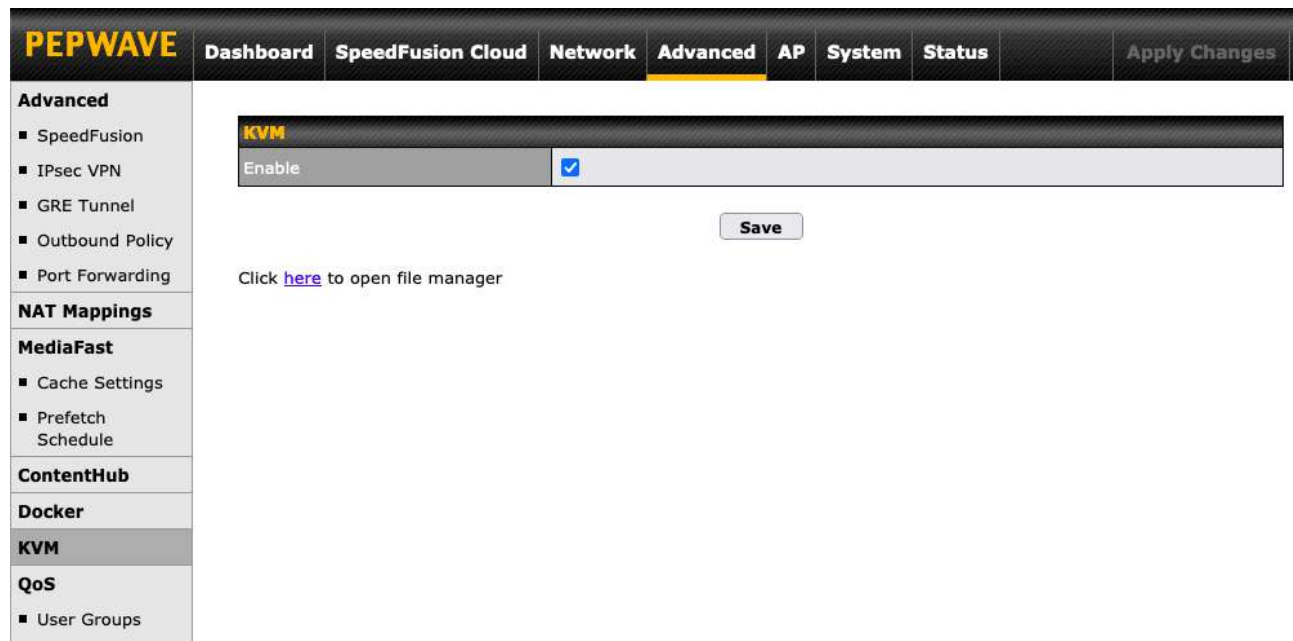 PEPWAVE
Dashboard SpeedFusion Cloud Network Advanced AP System Status Apply Changes
Advanced
SpeedFusion
IPsec VPN
GRE Tunnel
Outbound Policy
Port Forwarding
NAT Mappings
MediaFast
Cache Settings
Prefetch
Schedule
ContentHub
Docker
KVM
QoS
User Groups
KVM
Enable
Save
Click here to open file manager